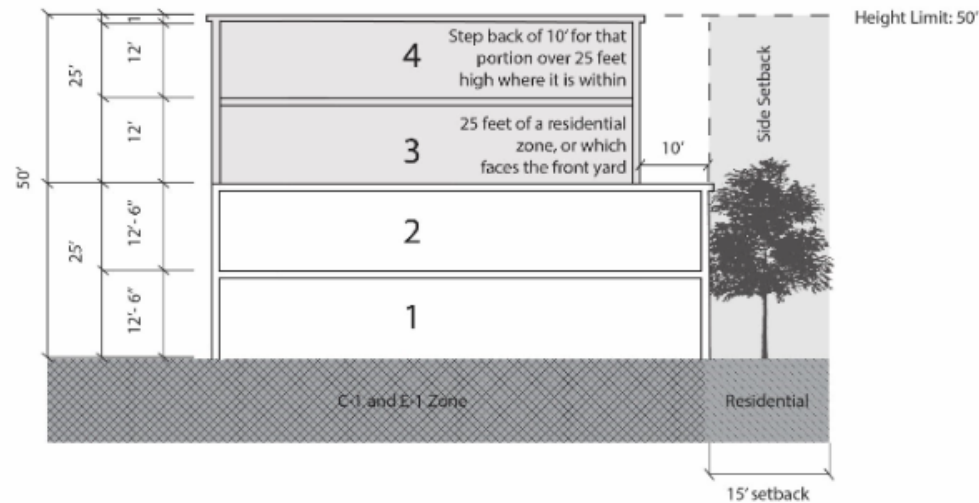 Height Limit: 50'
1'
12'
25'
12'
50'
12'- 6"
25'
12'- 6"
4
Step back of 10' for that
portion over 25 feet
high where it is within
3
25 feet of a residential
zone, or which
faces the front yard
10'
Side Setback
2
1
C-1 and E-1 Zone
Residential
15' setback